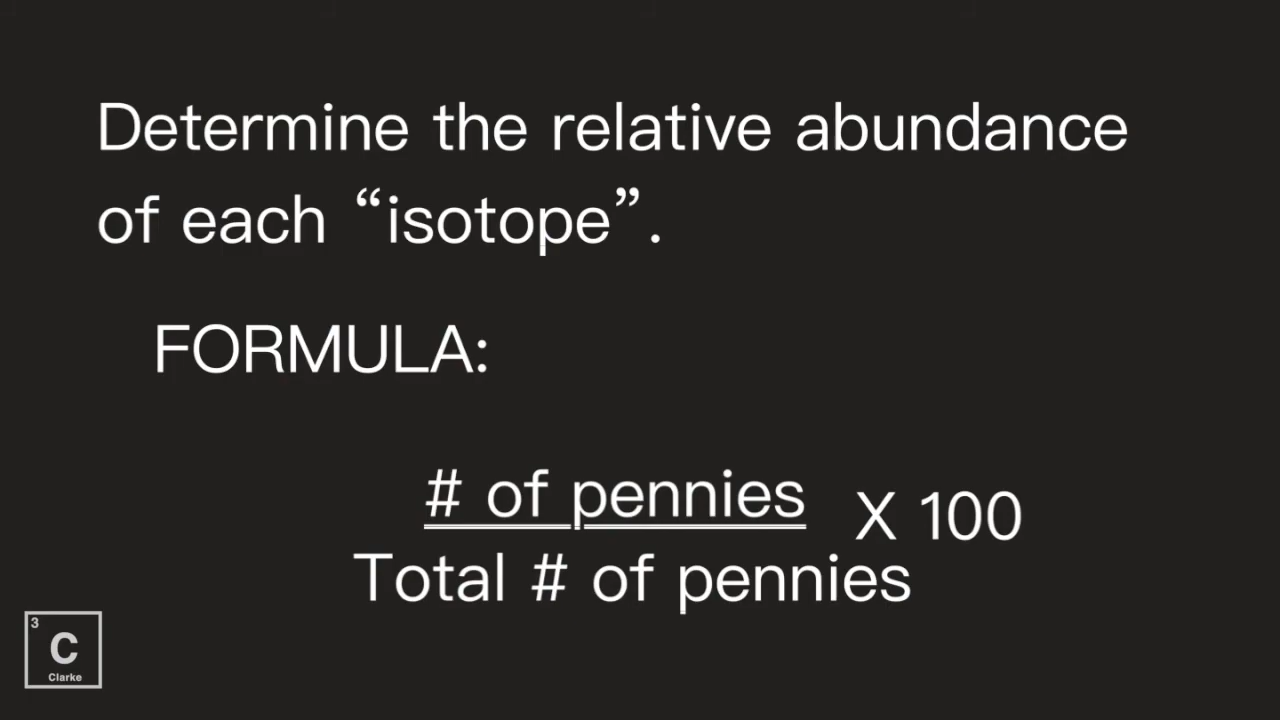 Determine the relative abundance
of each “isotope”.
FORMULA:
# of pennies X 100
Total # of pennies
3
C
Clarke